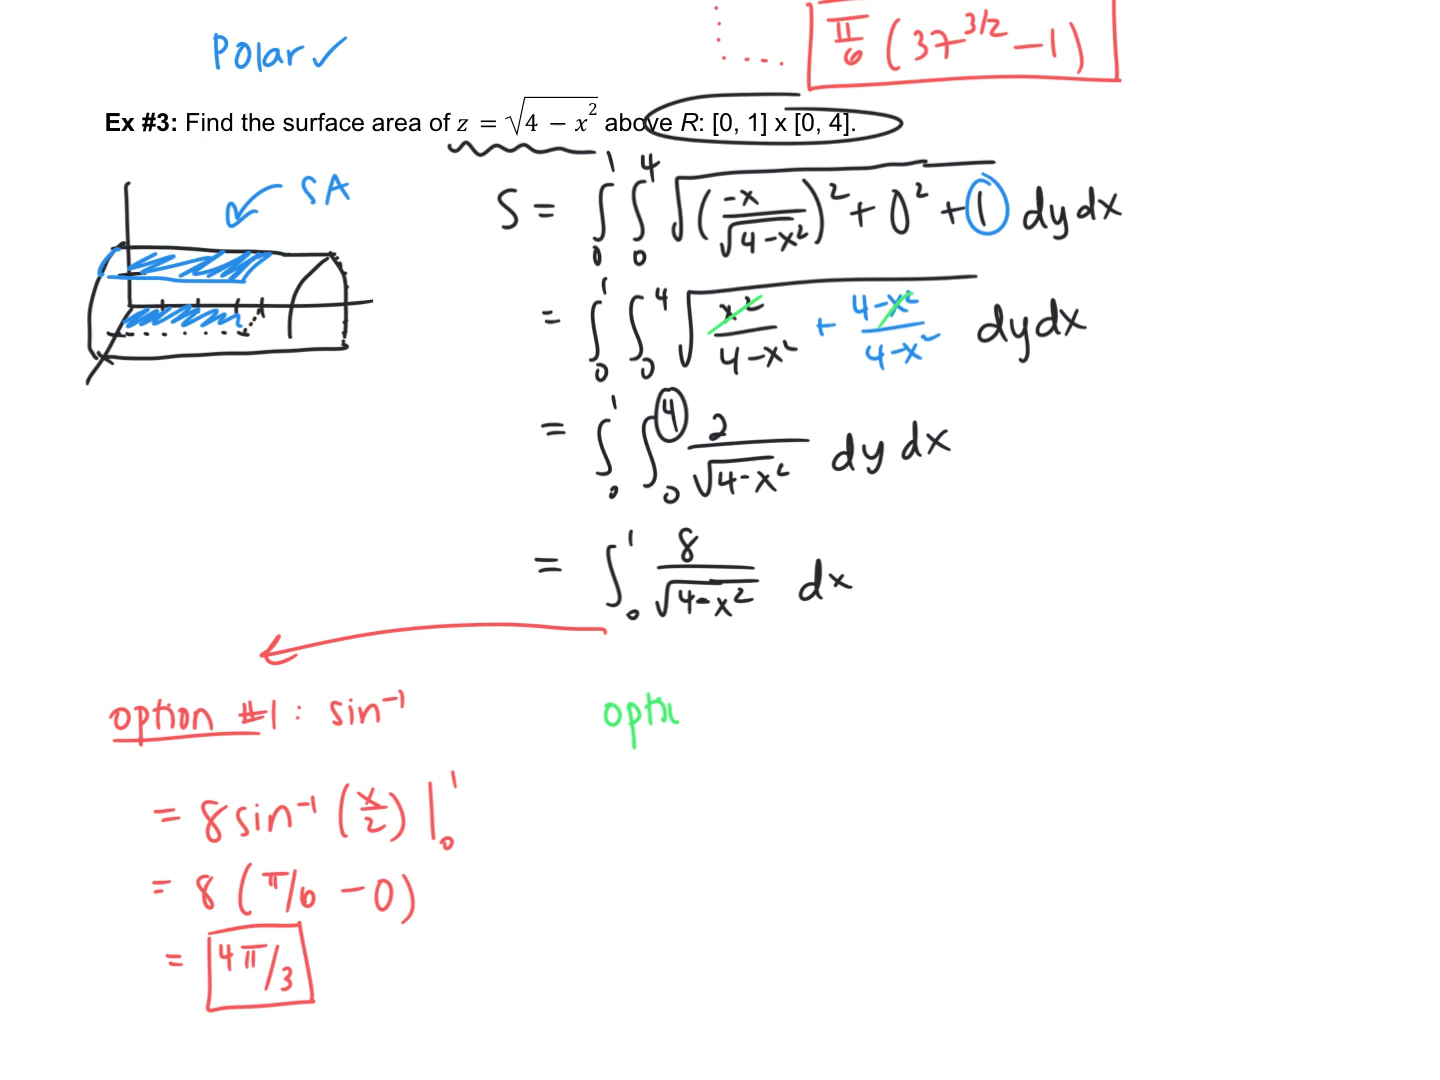 Polar ✓
π/6 (37^{3/2} − 1)
Ex #3: Find the surface area of z = √(4 − x²) above R: [0, 1] x [0, 4].
SA
S = ∫₀¹ ∫₀⁴ √((−x/√(4−x²))² + 0² + 1) dy dx
= ∫₀¹ ∫₀⁴ √(x²/(4−x²) + (4−x²)/(4−x²)) dy dx
= ∫₀¹ ∫₀⁴ 2/√(4−x²) dy dx
= ∫₀¹ 8/√(4−x²) dx
option #1: sin⁻¹
optu
= 8 sin⁻¹(x/2) |₀¹
= 8 (π/6 − 0)
= 4π/3